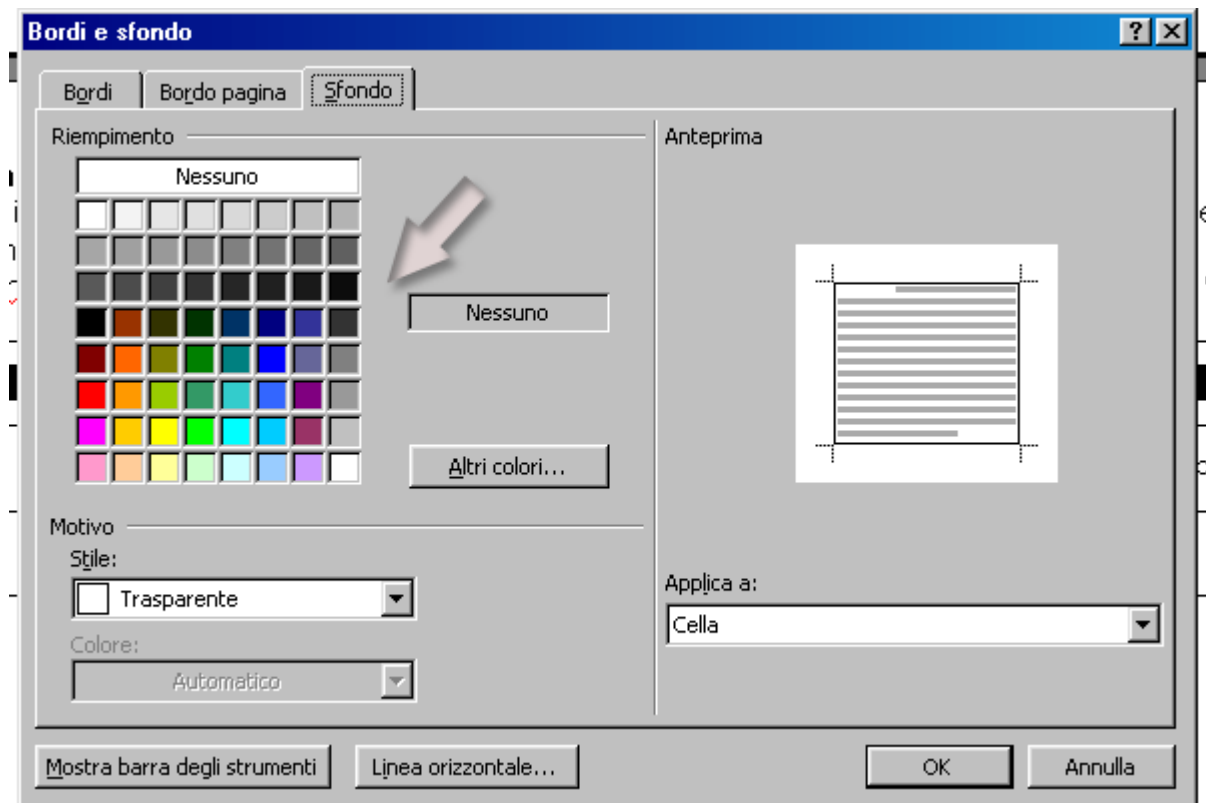 Bordi e sfondo
Bordi
Bordo pagina
Sfondo
Riempimento
Nessuno
Nessuno
Altri colori...
Motivo
Stile:
Trasparente
Colore:
Automatico
Anteprima
Applica a:
Cella
Mostra barra degli strumenti
Linea orizzontale...
OK
Annulla